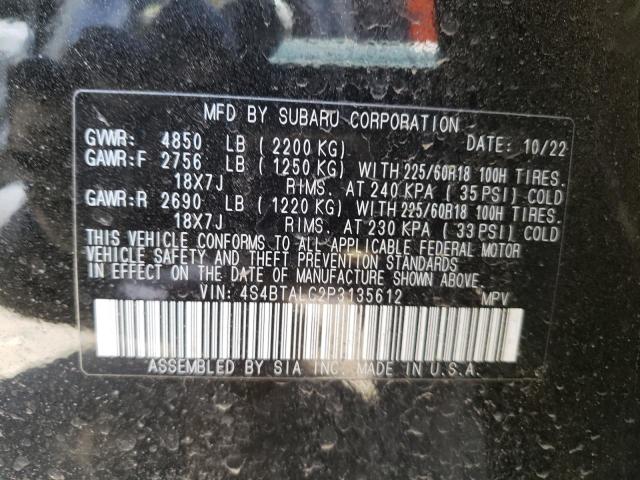 MFD BY SUBARU CORPORATION DATE: 10/22
GVWR: 4850 LB (2200 KG)
GAWR:F 2756 LB (1250 KG) WITH 225/60R18 100H TIRES.
18X7J RIMS. AT 240 KPA (35 PSI) COLD
GAWR:R 2690 LB (1220 KG) WITH 225/60R18 100H TIRES.
18X7J RIMS. AT 230 KPA (33 PSI) COLD
THIS VEHICLE CONFORMS TO ALL APPLICABLE FEDERAL MOTOR
VEHICLE SAFETY AND THEFT PREVENTION STANDARDS
IN EFFECT ON THE DATE OF MANUFACTURE SHOWN ABOVE.
VIN: 4S4BTALC2P3135612 MPV
ASSEMBLED BY SIA INC. MADE IN U.S.A.